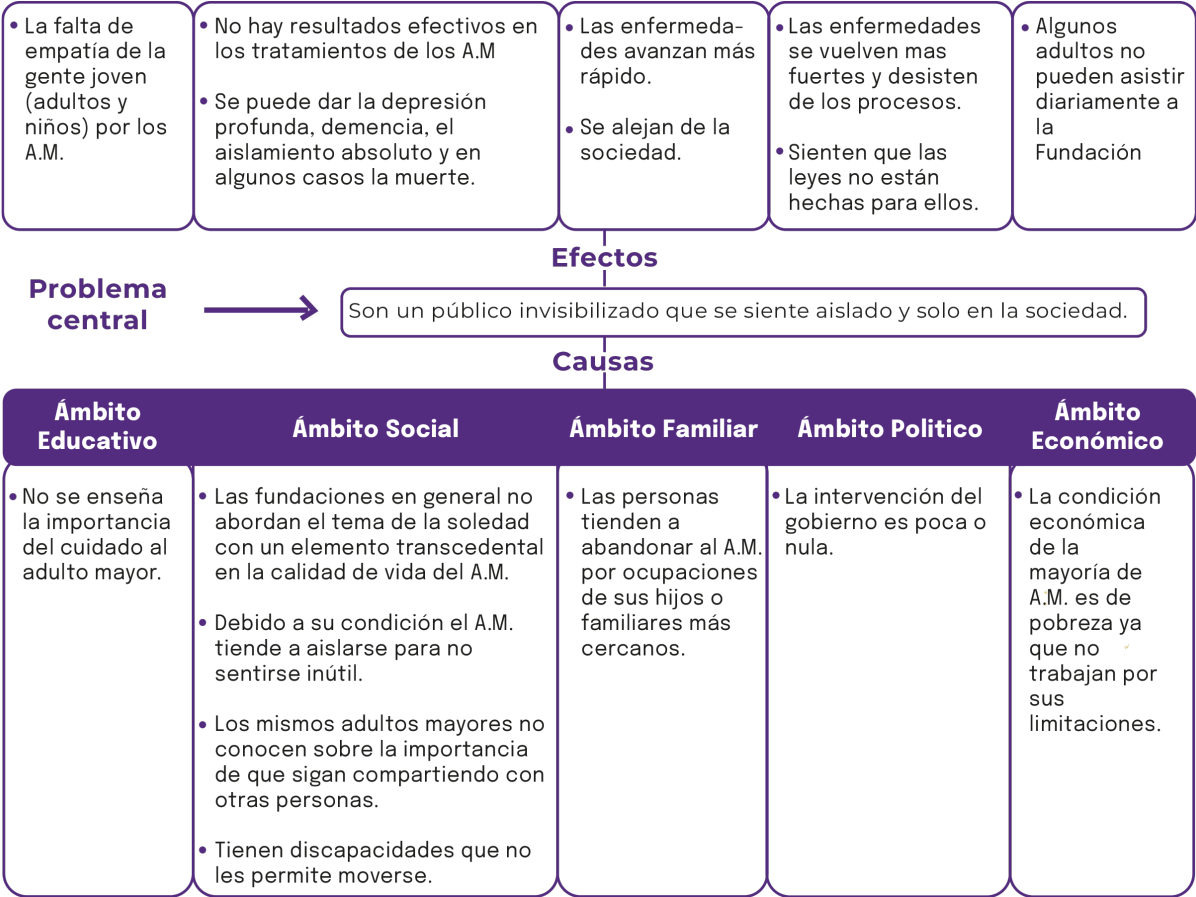 • La falta de
empatía de la
gente joven
(adultos y
niños) por los
A.M.
• No hay resultados efectivos en
los tratamientos de los A.M
• Se puede dar la depresión
profunda, demencia, el
aislamiento absoluto y en
algunos casos la muerte.
• Las enfermeda-
des avanzan más
rápido.
• Se alejan de la
sociedad.
• Las enfermedades
se vuelven mas
fuertes y desisten
de los procesos.
• Sienten que las
leyes no están
hechas para ellos.
• Algunos
adultos no
pueden asistir
diariamente a
la
Fundación
Efectos
Problema
central
Son un público invisibilizado que se siente aislado y solo en la sociedad.
Causas
Ámbito
Educativo
Ámbito Social
Ámbito Familiar
Ámbito Politico
Ámbito
Económico
• No se enseña
la importancia
del cuidado al
adulto mayor.
• Las fundaciones en general no
abordan el tema de la soledad
con un elemento transcedental
en la calidad de vida del A.M.
• Debido a su condición el A.M.
tiende a aislarse para no
sentirse inútil.
• Los mismos adultos mayores no
conocen sobre la importancia
de que sigan compartiendo con
otras personas.
• Tienen discapacidades que no
les permite moverse.
• Las personas
tienden a
abandonar al A.M.
por ocupaciones
de sus hijos o
familiares más
cercanos.
• La intervención del
gobierno es poca o
nula.
• La condición
económica
de la
mayoría de
A.M. es de
pobreza ya
que no
trabajan por
sus
limitaciones.